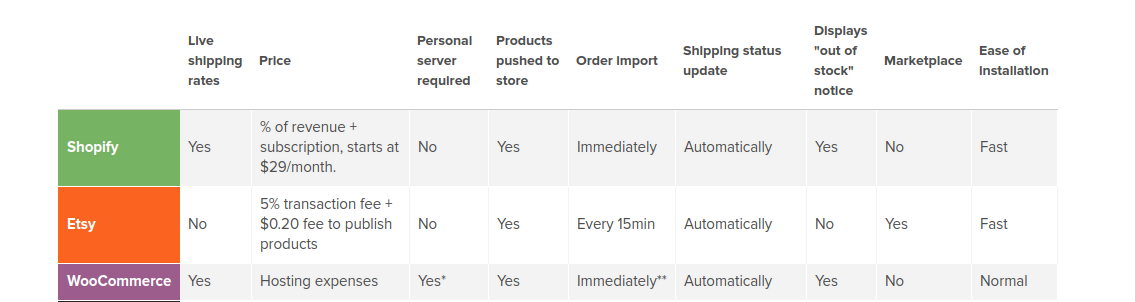 Live shipping rates | Price | Personal server required | Products pushed to store | Order import | Shipping status update | Displays "out of stock" notice | Marketplace | Ease of installation
Shopify | Yes | % of revenue + subscription, starts at $29/month. | No | Yes | Immediately | Automatically | Yes | No | Fast
Etsy | No | 5% transaction fee + $0.20 fee to publish products | No | Yes | Every 15min | Automatically | No | Yes | Fast
WooCommerce | Yes | Hosting expenses | Yes* | Yes | Immediately** | Automatically | Yes | No | Normal